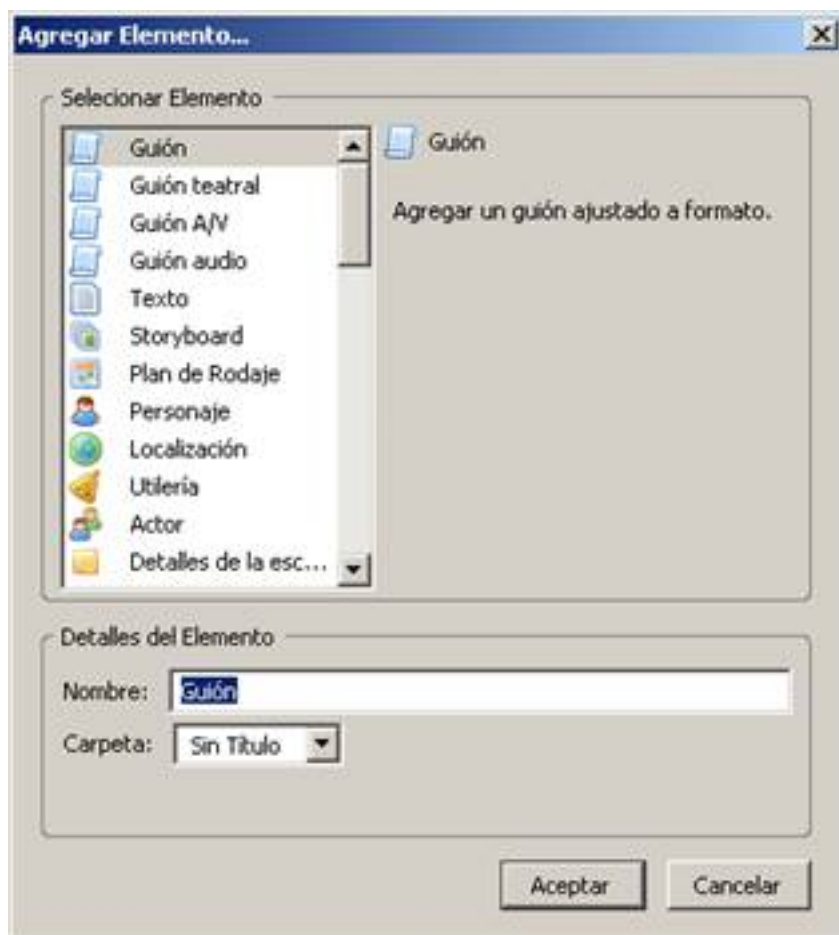 Agregar Elemento...
Selecionar Elemento
Guión
Guión teatral
Guión A/V
Guión audio
Texto
Storyboard
Plan de Rodaje
Personaje
Localización
Utilería
Actor
Detalles de la esc...
Guión
Agregar un guión ajustado a formato.
Detalles del Elemento
Nombre: Guión
Carpeta: Sin Título
Aceptar Cancelar